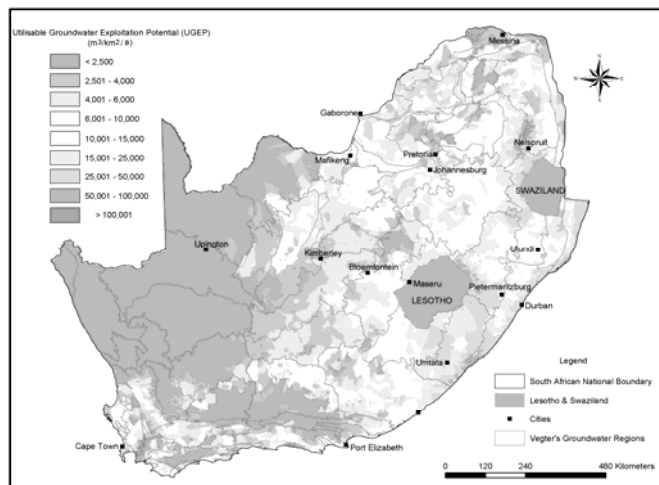 Utilisable Groundwater Exploitation Potential (UGEP)
(m3/km2/ a)
< 2,500
2,501 - 4,000
4,001 - 6,000
6,001 - 10,000
10,001 - 15,000
15,001 - 25,000
25,001 - 50,000
50,001 - 100,000
> 100,001
Messina
N
W
E
S
Gaborone
Mafikeng
Pretoria
Nelspruit
Johannesburg
SWAZILAND
Upington
Kimberley
Bloemfontein
Ulundi
Maseru
LESOTHO
Pietermaritzburg
Durban
Umtata
Cape Town
Port Elizabeth
Legend
South African National Boundary
Lesotho & Swaziland
Cities
Vegter's Groundwater Regions
0 120 240 480 Kilometers